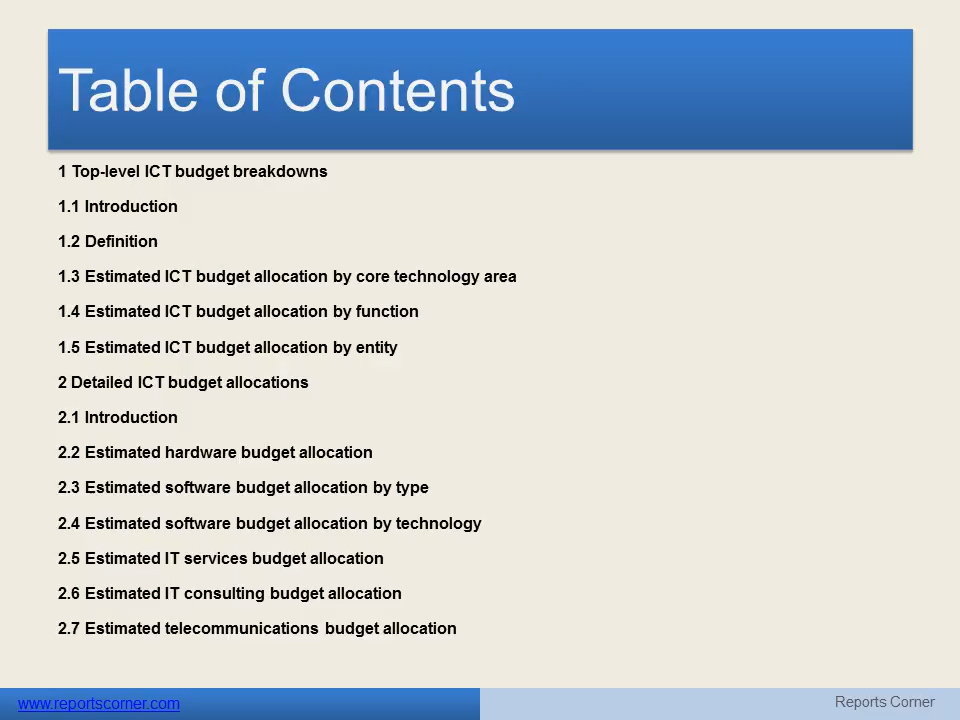 Table of Contents
1 Top-level ICT budget breakdowns
1.1 Introduction
1.2 Definition
1.3 Estimated ICT budget allocation by core technology area
1.4 Estimated ICT budget allocation by function
1.5 Estimated ICT budget allocation by entity
2 Detailed ICT budget allocations
2.1 Introduction
2.2 Estimated hardware budget allocation
2.3 Estimated software budget allocation by type
2.4 Estimated software budget allocation by technology
2.5 Estimated IT services budget allocation
2.6 Estimated IT consulting budget allocation
2.7 Estimated telecommunications budget allocation
www.reportscorner.com
Reports Corner